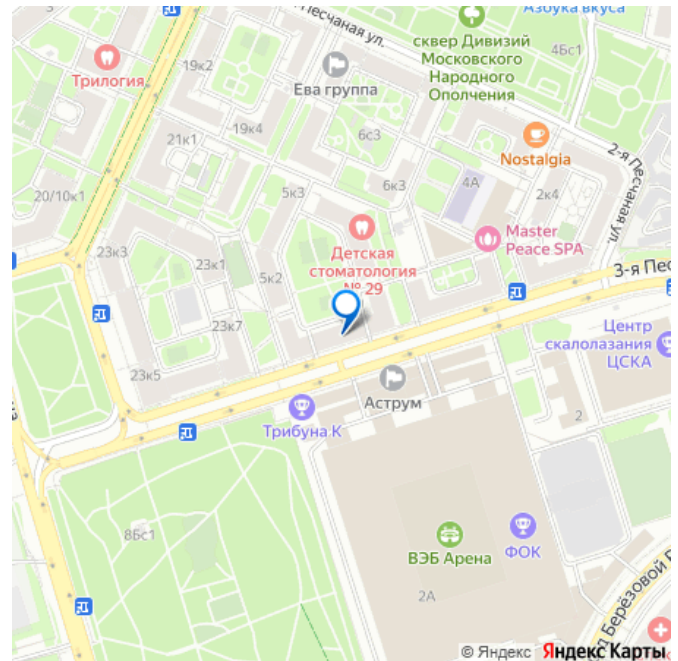 Азбука вкуса
Песчаная ул.
сквер Дивизий
Московского
Народного
Ополчения
4Бс1
Трилогия
19к2
Ева группа
19к4
6с3
21к1
Nostalgia
2-я Песчаная ул.
20/10к1
5к3
6к3
4А
2к4
Детская
стоматология
№ 29
Master
Peace SPA
23к3
23к1
5к2
3-я Пес
23к7
Центр
скалолазания
ЦСКА
23к5
Аструм
Трибуна К
2
8Бс1
ВЭБ Арена
ФОК
2А
д Берёзовой
© Яндекс Яндекс Карты